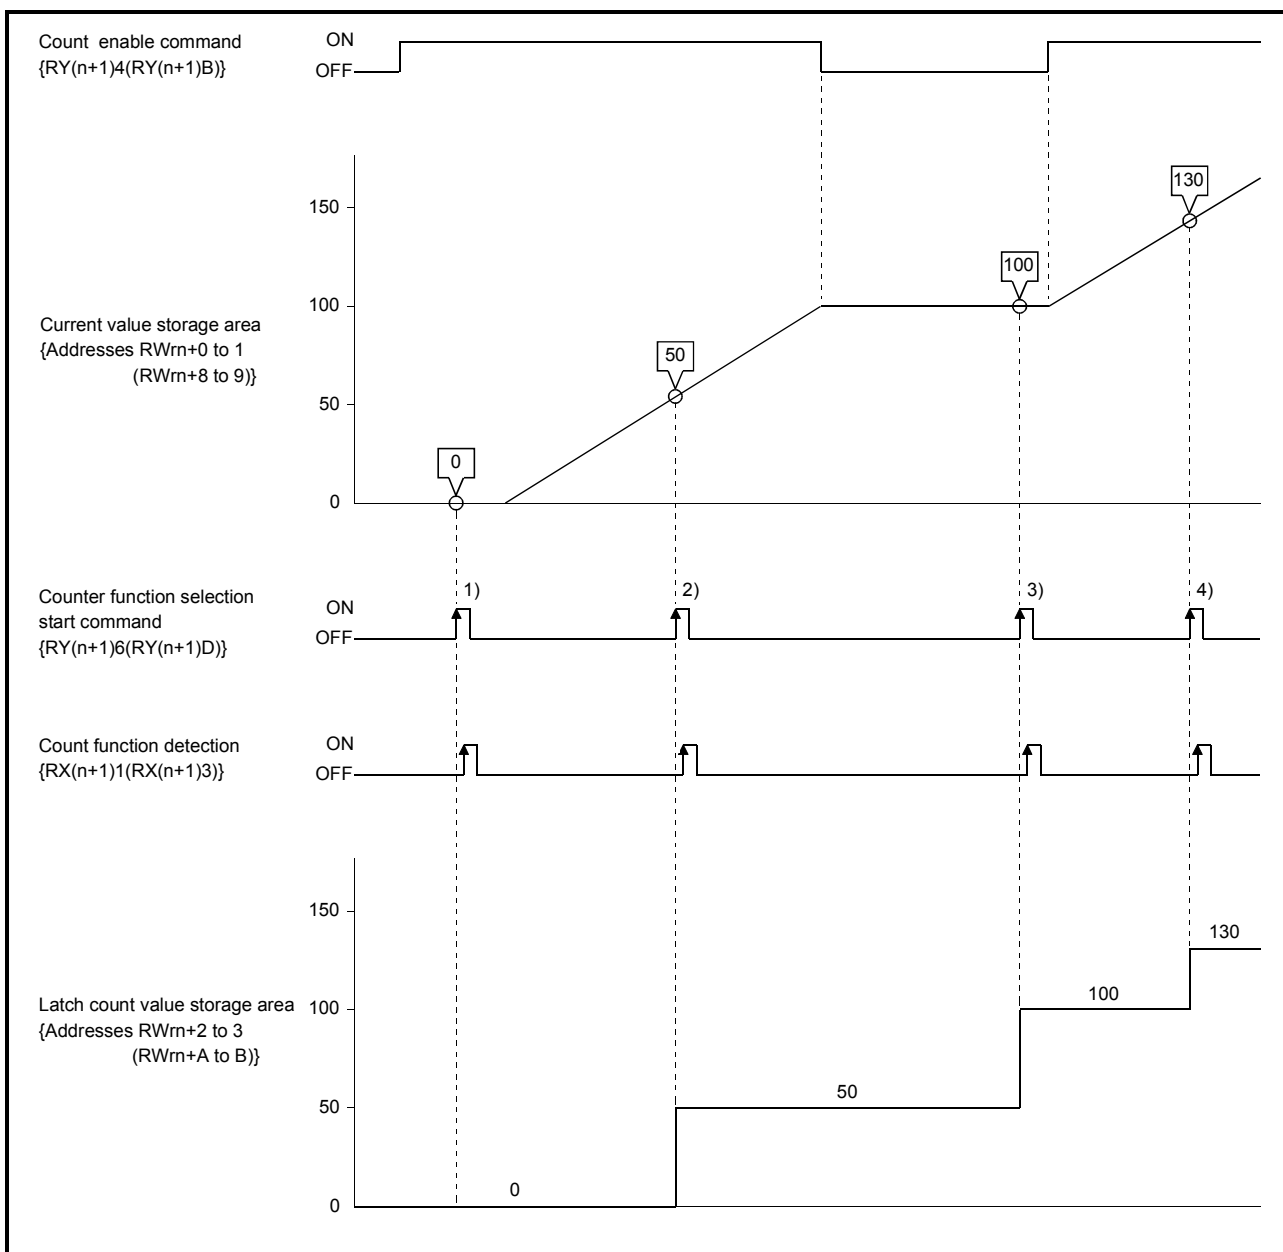 Count enable command
{RY(n+1)4(RY(n+1)B)}
ON
OFF
150
100
50
0
Current value storage area
{Addresses RWrn+0 to 1
(RWrn+8 to 9)}
0
50
100
130
Counter function selection
start command
{RY(n+1)6(RY(n+1)D)}
ON
OFF
1)
2)
3)
4)
Count function detection
{RX(n+1)1(RX(n+1)3)}
ON
OFF
150
100
50
0
Latch count value storage area
{Addresses RWrn+2 to 3
(RWrn+A to B)}
0
50
100
130